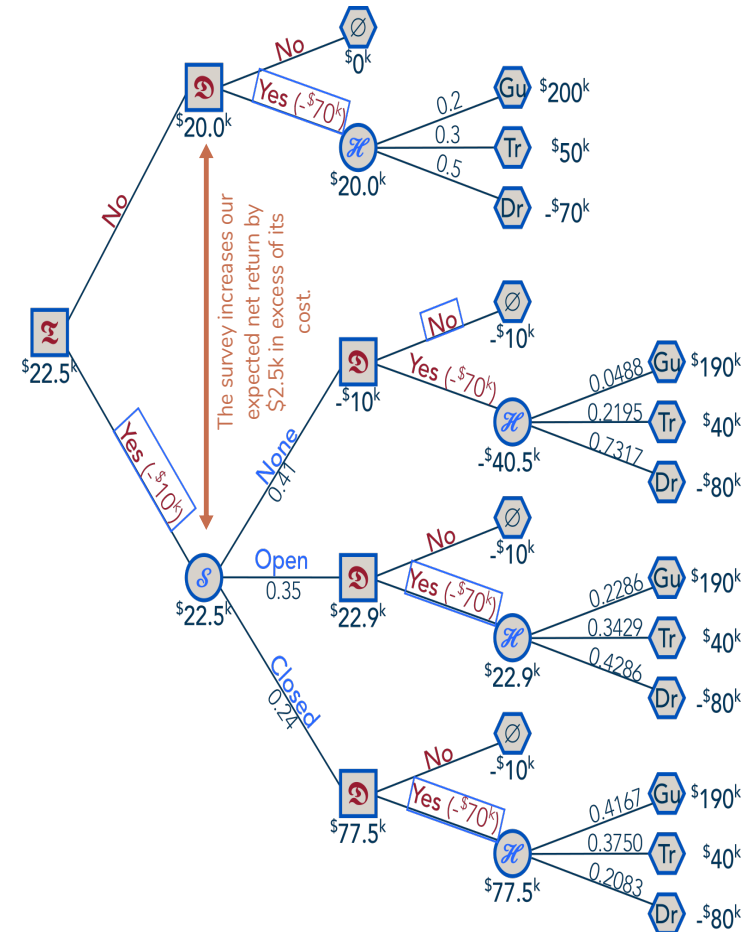 ∅
No
$0k
𝔇
Yes (-$70k)
Gu $200k
0.2
$20.0k
ℋ
0.3
Tr $50k
$20.0k
0.5
Dr -$70k
No
The survey increases our
expected net return by
$2.5k in excess of its
cost.
𝔗
$22.5k
Yes (-$10k)
∅
No
-$10k
𝔇
Yes (-$70k)
-$10k
None
0.41
ℋ
-$40.5k
0.0488
Gu $190k
0.2195
Tr $40k
0.7317
Dr -$80k
𝒮
$22.5k
Open
0.35
∅
No
-$10k
𝔇
Yes (-$70k)
$22.9k
ℋ
$22.9k
0.2286
Gu $190k
0.3429
Tr $40k
0.4286
Dr -$80k
Closed
0.24
∅
No
-$10k
𝔇
Yes (-$70k)
$77.5k
ℋ
$77.5k
0.4167
Gu $190k
0.3750
Tr $40k
0.2083
Dr -$80k